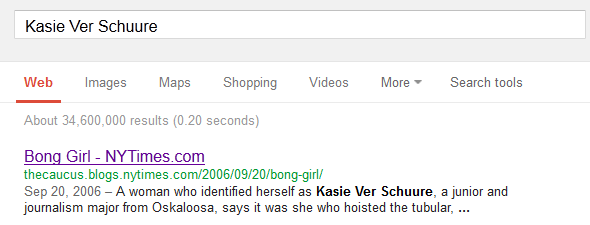 Kasie Ver Schuure
Web Images Maps Shopping Videos More Search tools
About 34,600,000 results (0.20 seconds)
Bong Girl - NYTimes.com
thecaucus.blogs.nytimes.com/2006/09/20/bong-girl/
Sep 20, 2006 – A woman who identified herself as Kasie Ver Schuure, a junior and
journalism major from Oskaloosa, says it was she who hoisted the tubular, ...